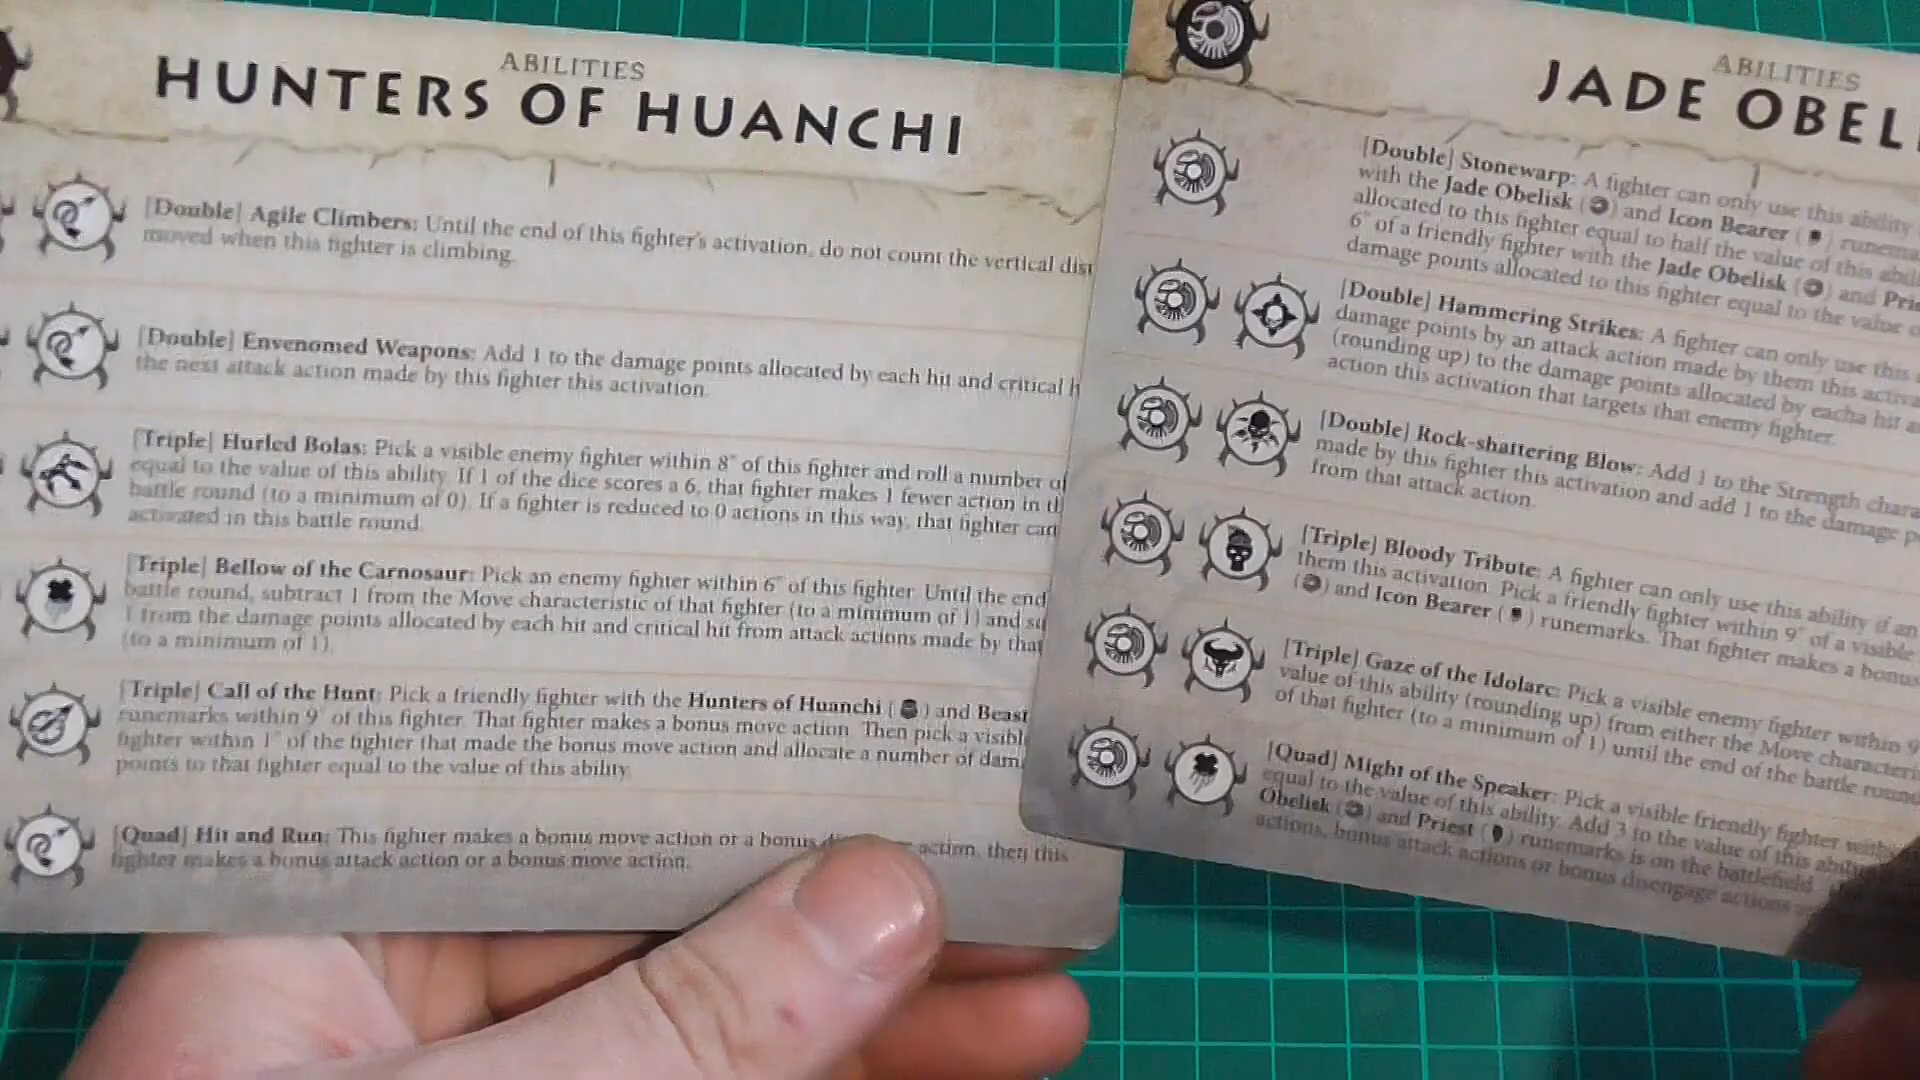 ABILITIES
HUNTERS OF HUANCHI
[Double] Agile Climbers: Until the end of this fighter's activation, do not count the vertical
moved when this fighter is climbing.
[Double] Envenomed Weapons: Add 1 to the damage points allocated by each hit and critical
the next attack action made by this fighter this activation.
[Triple] Hurled Bolas: Pick a visible enemy fighter within 8" of this fighter and roll a number of
equal to the value of this ability. If 1 of the dice scores a 6, that fighter makes 1 fewer action in
battle round (to a minimum of 0). If a fighter is reduced to 0 actions in this way, that fighter
activated in this battle round.
[Triple] Bellow of the Carnosaur: Pick an enemy fighter within 6" of this fighter. Until the end
battle round, subtract 1 from the Move characteristic of that fighter (to a minimum of 1) and
1 from the damage points allocated by each hit and critical hit from attack actions made by that
(to a minimum of 1).
[Triple] Call of the Hunt: Pick a friendly fighter with the Hunters of Huanchi ( ) and Beast
runemarks within 9" of this fighter. That fighter makes a bonus move action. Then pick a
fighter within 1" of the fighter that made the bonus move action and allocate a number of
points to that fighter equal to the value of this ability.
[Quad] Hit and Run: This fighter makes a bonus move action or a bonus action, then this
fighter makes a bonus attack action or a bonus move action.
ABILITIES
JADE OBEL
[Double] Stonewarp: A fighter can only use this ability
with the Jade Obelisk ( ) and Icon Bearer ( )
allocated to this fighter equal to half the value of this
6" of a friendly fighter with the Jade Obelisk ( ) and
damage points allocated to this fighter equal to the value
[Double] Hammering Strikes: A fighter can only use this
damage points by an attack action made by them this
(rounding up) to the damage points allocated by eacha hit
action this activation that targets that enemy fighter.
[Double] Rock-shattering Blow: Add 1 to the Strength
made by this fighter this activation and add 1 to the damage
from that attack action.
[Triple] Bloody Tribute: A fighter can only use this ability if an
them this activation. Pick a friendly fighter within 9" of a visible
( ) and Icon Bearer ( ) runemarks. That fighter makes a bonus
[Triple] Gaze of the Idolarc: Pick a visible enemy fighter within 9"
value of this ability (rounding up) from either the Move
of that fighter (to a minimum of 1) until the end of the battle round
[Quad] Might of the Speaker: Pick a visible friendly fighter
equal to the value of this ability. Add 3 to the value of this
Obelisk ( ) and Priest ( ) runemarks is on the battlefield.
actions, bonus attack actions or bonus disengage actions